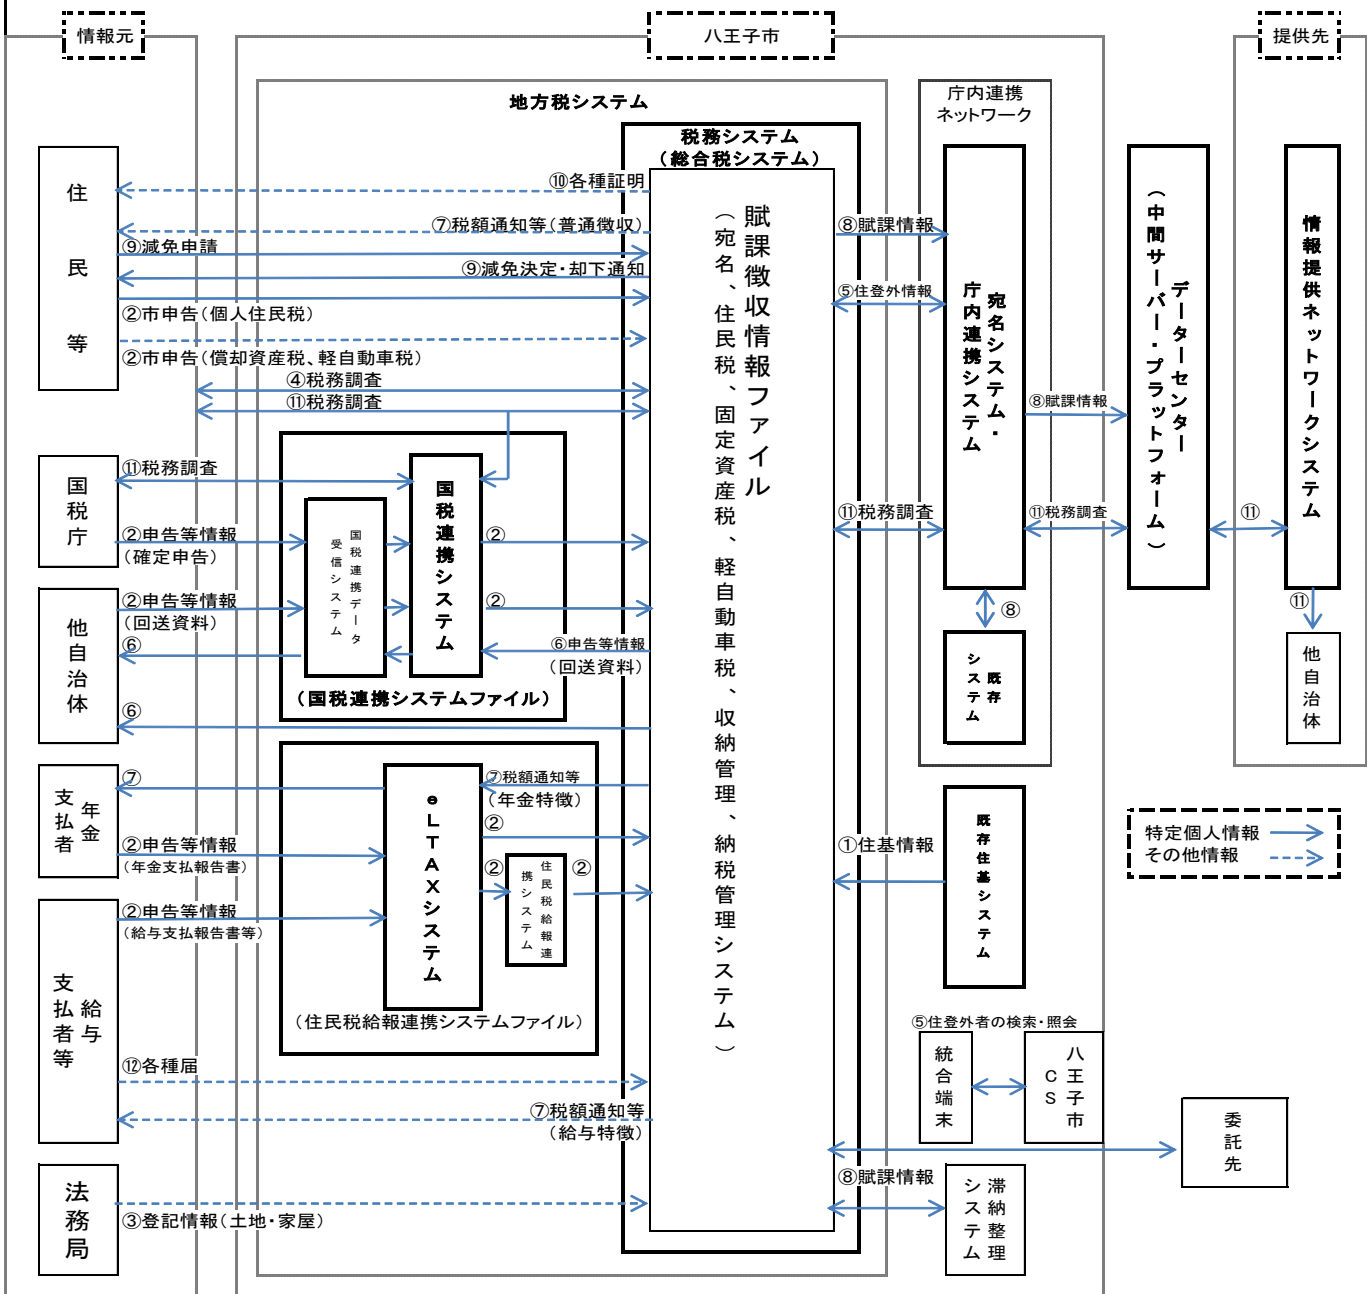 情報元
八王子市
提供先
地方税システム
庁内連携
ネットワーク
税務システム
（総合税システム）
住民等
⑩各種証明
⑦税額通知等（普通徴収）
⑨減免申請
⑨減免決定・却下通知
②市申告（個人住民税）
②市申告（償却資産税、軽自動車税）
④税務調査
⑪税務調査
賦課徴収情報ファイル
（宛名、住民税、固定資産税、軽自動車税、収納管理、納税管理システム）
⑧賦課情報
⑤住登外情報
宛名システム・
庁内連携システム
⑧賦課情報
データーセンター
（中間サーバー・プラットフォーム）
情報提供ネットワークシステム
国税庁
⑪税務調査
②申告等情報
（確定申告）
国税連携データ
受信システム
国税連携システム
②
②
⑪税務調査
⑪税務調査
⑪
⑪
他自治体
②申告等情報
（回送資料）
⑥
⑥申告等情報
（回送資料）
（国税連携システムファイル）
⑥
⑧
既存
システム
他自治体
年金
支払者
⑦
②申告等情報
（年金支払報告書）
eLTAXシステム
⑦税額通知等
（年金特徴）
②
②
住民税給報連
携システム
②
①住基情報
既存住基システム
特定個人情報
その他情報
給与
支払者等
②申告等情報
（給与支払報告書等）
（住民税給報連携システムファイル）
⑤住登外者の検索・照会
統合端末
八王子市
CS
⑫各種届
⑦税額通知等
（給与特徴）
委託先
⑧賦課情報
滞納整理
システム
法務局
③登記情報（土地・家屋）